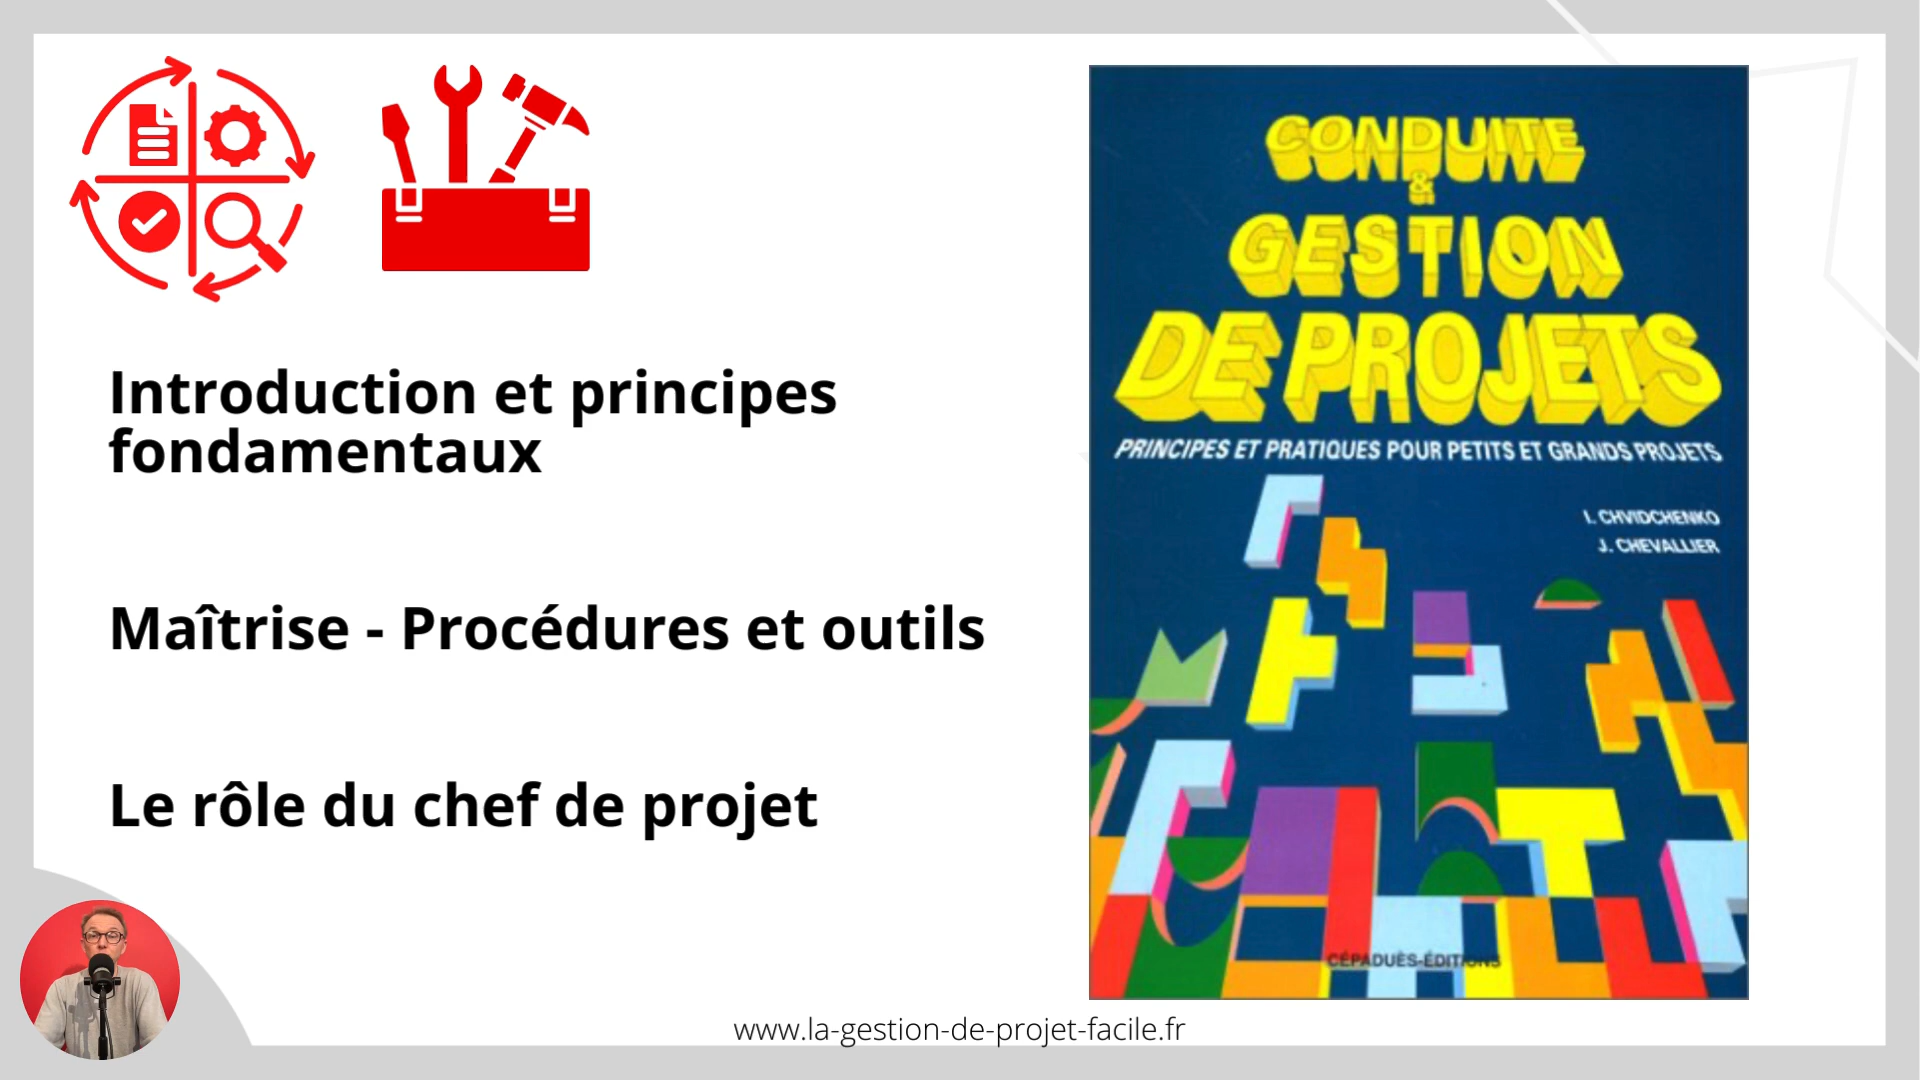 Introduction et principes
fondamentaux
Maîtrise - Procédures et outils
Le rôle du chef de projet
CONDUITE
&
GESTION
DE PROJETS
PRINCIPES ET PRATIQUES POUR PETITS ET GRANDS PROJETS
I. CHVIDCHENKO
J. CHEVALLIER
CÉPADUÈS-ÉDITIONS
www.la-gestion-de-projet-facile.fr